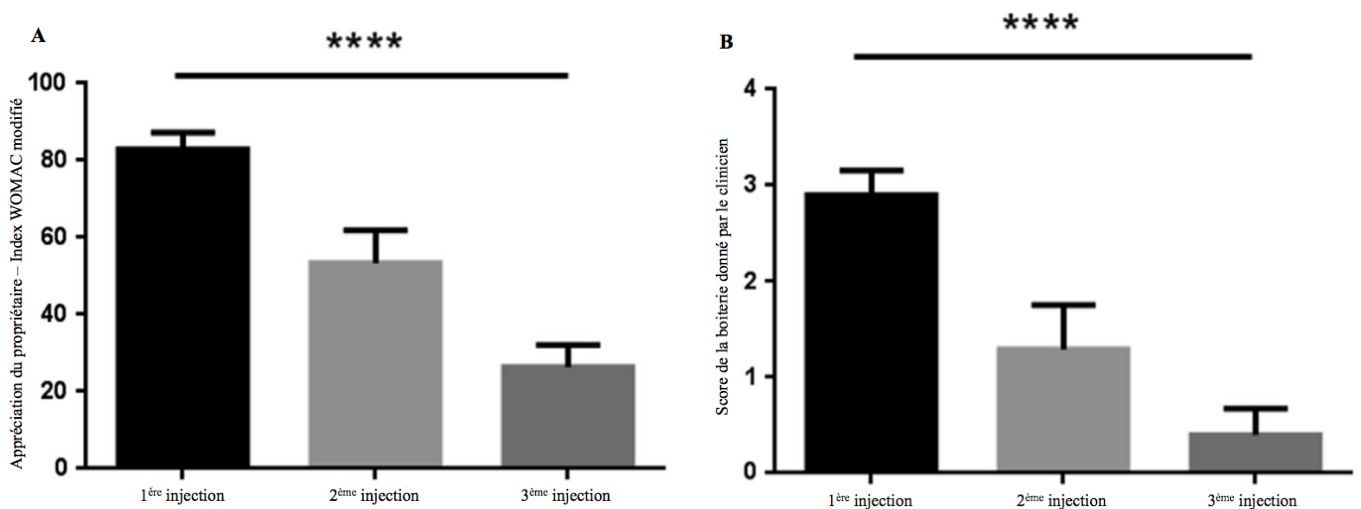 A
****
Appréciation du propriétaire – Index WOMAC modifié
100
80
60
40
20
0
1ère injection
2ème injection
3ème injection
B
****
Score de la boiterie donné par le clinicien
4
3
2
1
0
1ère injection
2ème injection
3ème injection